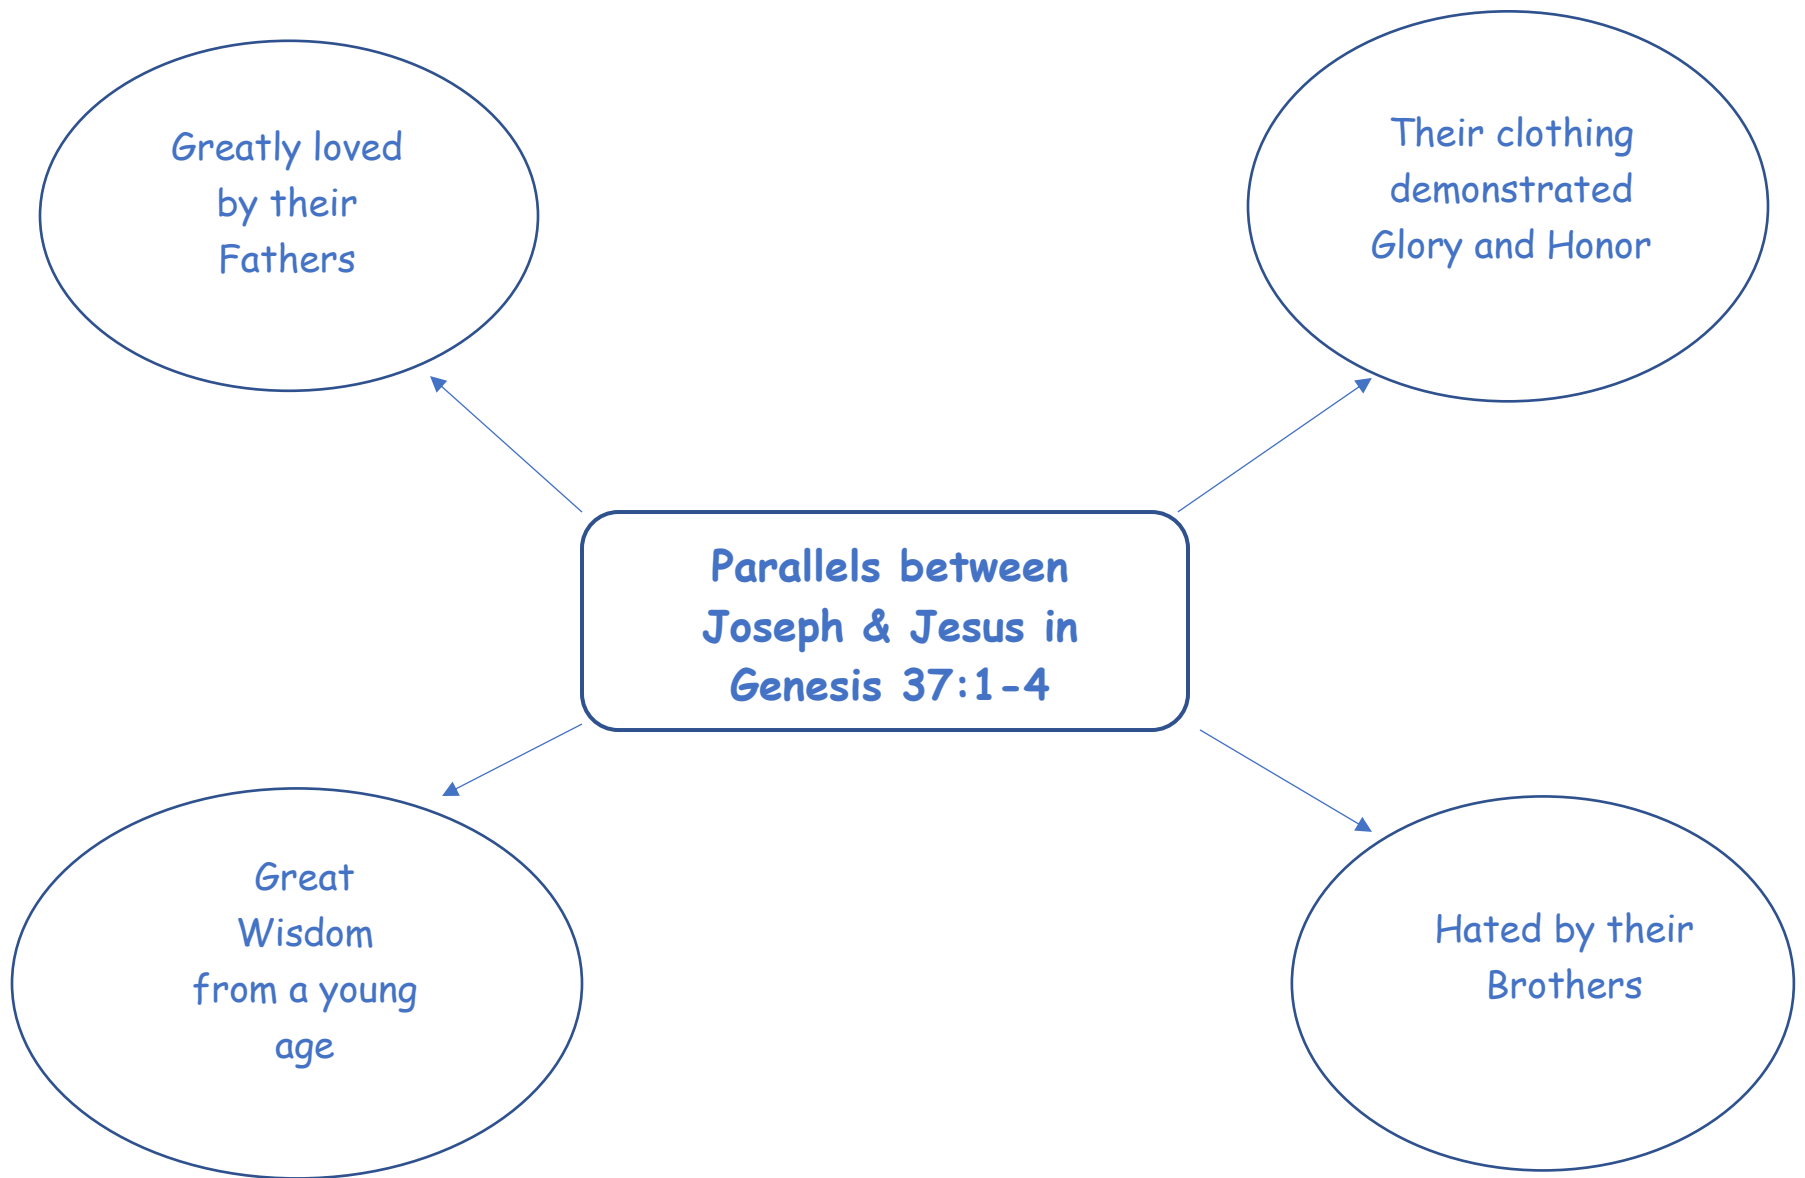 Greatly loved
by their
Fathers
Their clothing
demonstrated
Glory and Honor
Parallels between
Joseph & Jesus in
Genesis 37:1-4
Great
Wisdom
from a young
age
Hated by their
Brothers